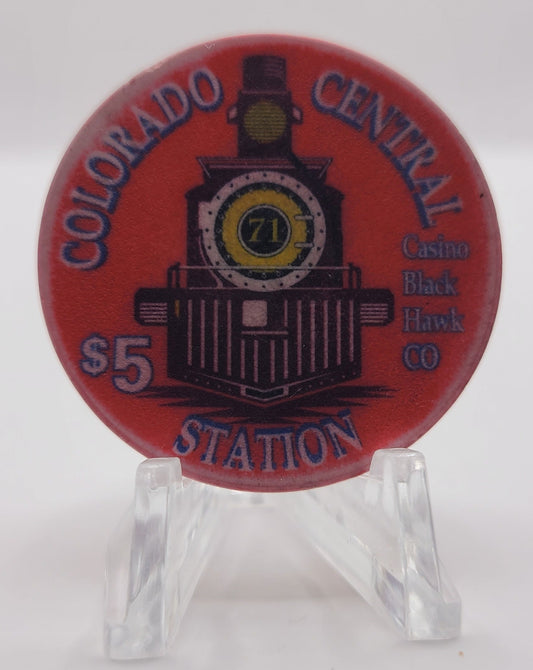 COLORADO CENTRAL
71
Casino
Black
Hawk
CO
$5
STATION